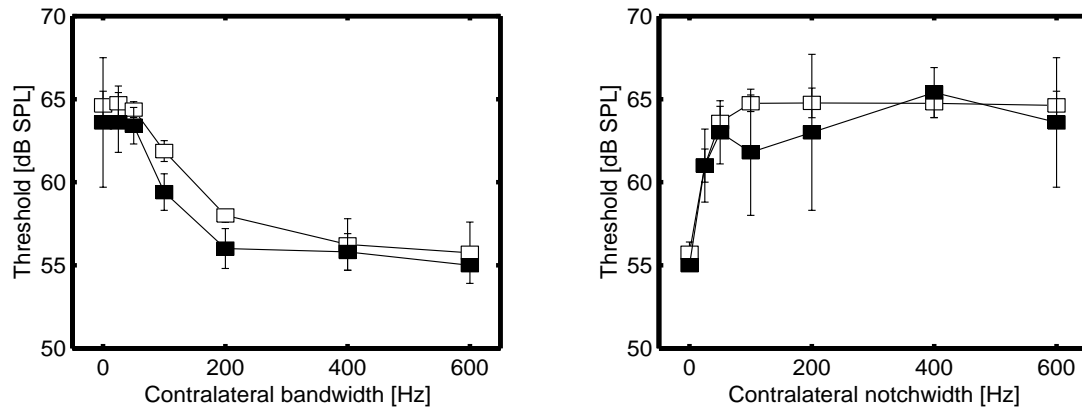 70
65
60
55
50
Threshold [dB SPL]
0 200 400 600
Contralateral bandwidth [Hz]
70
65
60
55
50
Threshold [dB SPL]
0 200 400 600
Contralateral notchwidth [Hz]